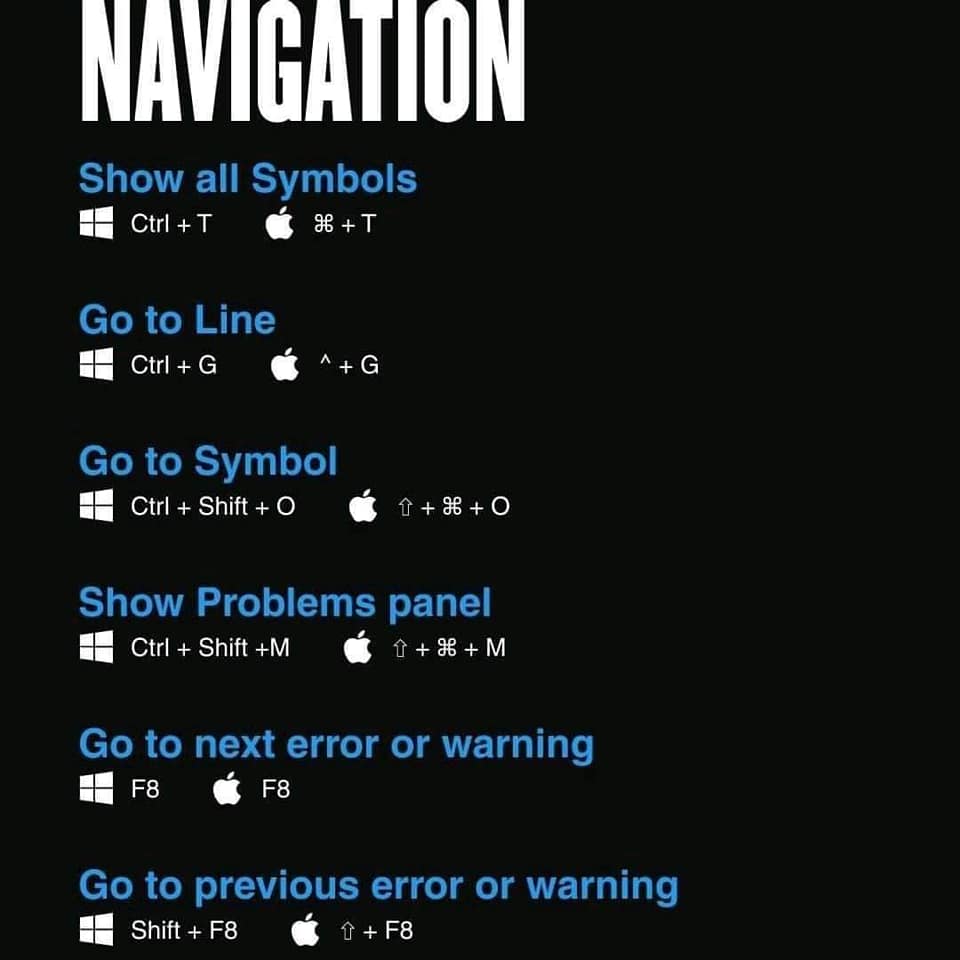 NAVIGATION
Show all Symbols
Ctrl + T ⌘ + T
Go to Line
Ctrl + G ^ + G
Go to Symbol
Ctrl + Shift + O ⇧ + ⌘ + O
Show Problems panel
Ctrl + Shift +M ⇧ + ⌘ + M
Go to next error or warning
F8 F8
Go to previous error or warning
Shift + F8 ⇧ + F8